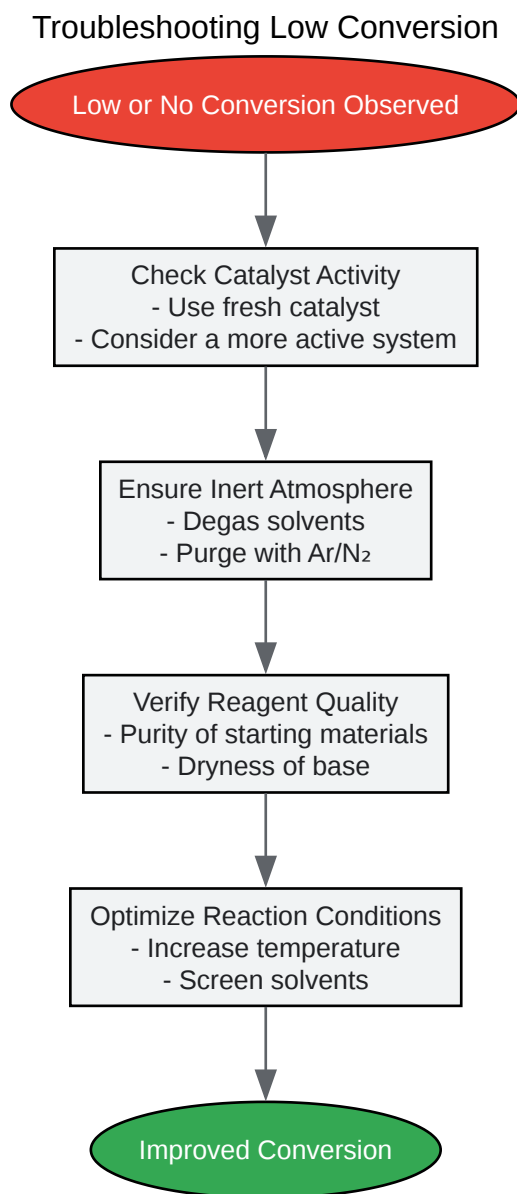 Troubleshooting Low Conversion
Low or No Conversion Observed
Check Catalyst Activity
- Use fresh catalyst
- Consider a more active system
Ensure Inert Atmosphere
- Degas solvents
- Purge with Ar/N₂
Verify Reagent Quality
- Purity of starting materials
- Dryness of base
Optimize Reaction Conditions
- Increase temperature
- Screen solvents
Improved Conversion